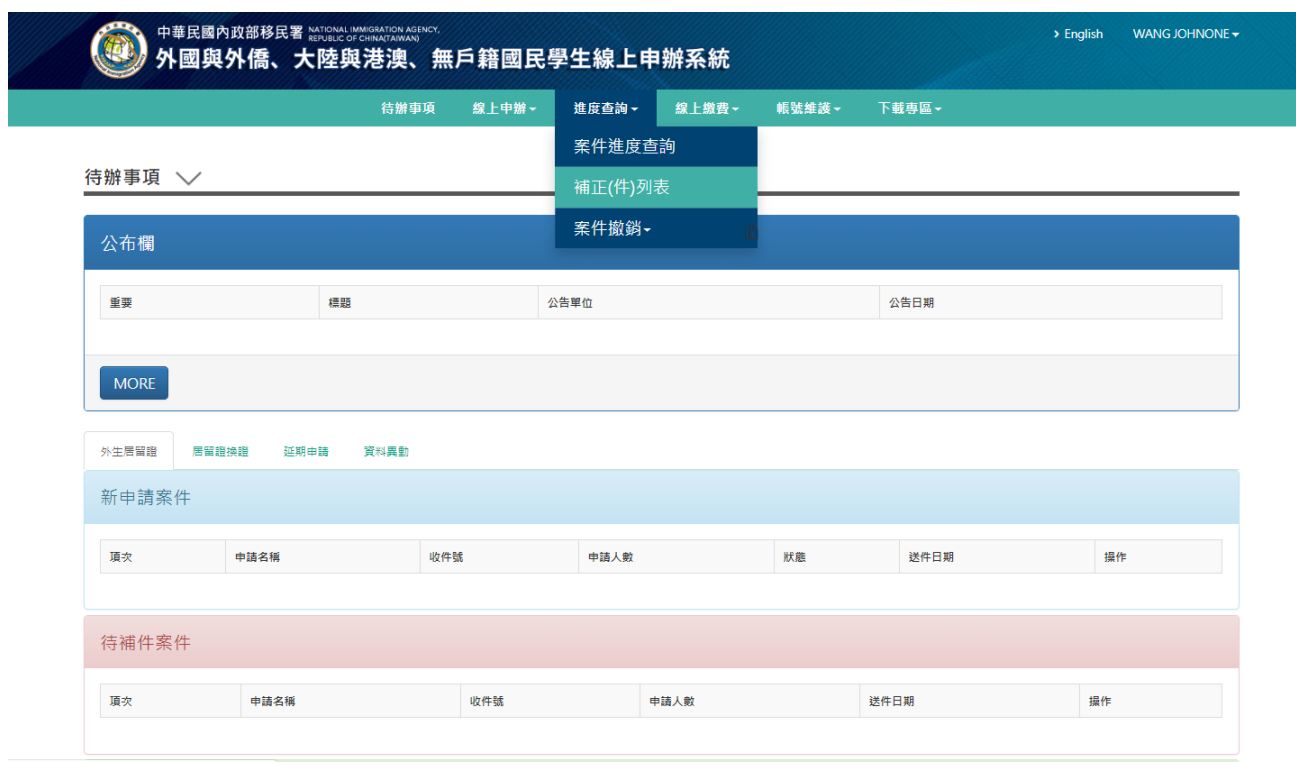 中華民國內政部移民署 NATIONAL IMMIGRATION AGENCY, REPUBLIC OF CHINA(TAIWAN)
外國與外僑、大陸與港澳、無戶籍國民學生線上申辦系統
English WANG JOHNONE
待辦事項 線上申辦 進度查詢 線上繳費 帳號維護 下載專區
案件進度查詢
補正(件)列表
案件撤銷
待辦事項
公布欄
重要 標題 公告單位 公告日期
MORE
外生居留證 居留證換證 延期申請 資料異動
新申請案件
項次 申請名稱 收件號 申請人數 狀態 送件日期 操作
待補件案件
項次 申請名稱 收件號 申請人數 送件日期 操作